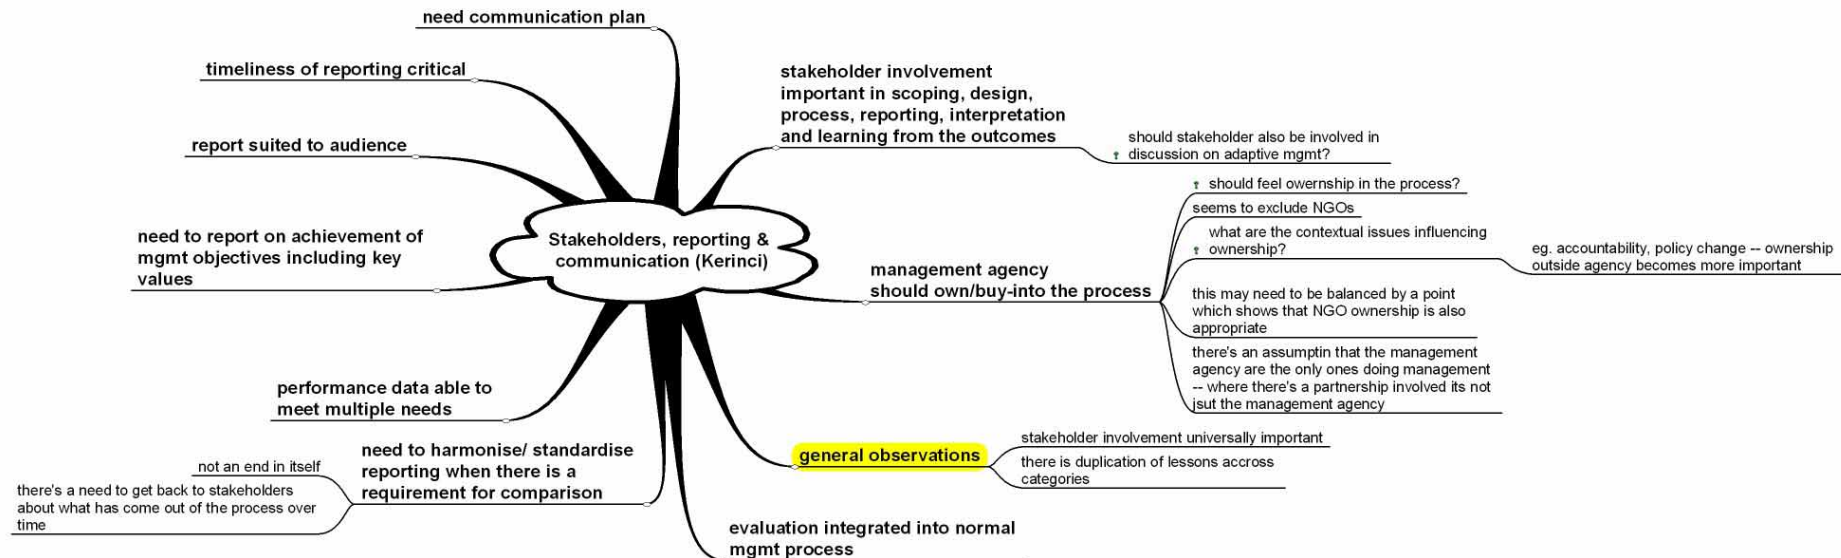 need communication plan
timeliness of reporting critical
report suited to audience
need to report on achievement of
mgmt objectives including key
values
performance data able to
meet multiple needs
need to harmonise/ standardise
reporting when there is a
requirement for comparison
not an end in itself
there's a need to get back to stakeholders
about what has come out of the process over
time
Stakeholders, reporting &
communication (Kerinci)
stakeholder involvement
important in scoping, design,
process, reporting, interpretation
and learning from the outcomes
should stakeholder also be involved in
discussion on adaptive mgmt?
management agency
should own/buy-into the process
should feel owernship in the process?
seems to exclude NGOs
what are the contextual issues influencing
ownership?
eg. accountability, policy change -- ownership
outside agency becomes more important
this may need to be balanced by a point
which shows that NGO ownership is also
appropriate
there's an assumptin that the management
agency are the only ones doing management
-- where there's a partnership involved its not
jsut the management agency
general observations
stakeholder involvement universally important
there is duplication of lessons accross
categories
evaluation integrated into normal
mgmt process